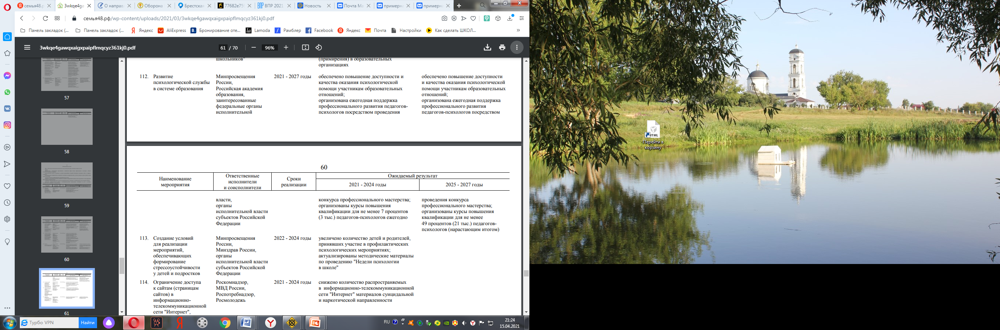 семья48.р
3wkqe4ga
О направ
Оборона
Брестская
77682e75
ВПР 2021
Новость
Почта Ma
примерна
примерна
семья48.рф/wp-content/uploads/2021/03/3wkqe4gawqxaigxpaipflmqcyz361kj0.pdf
Панель закладок (...
Панель закладок (...
Яндекс
AliExpress
Бронирование оте...
Lamoda
Рамблер
Facebook
Яндекс
Почта
Настройки
Как сделать ШКОЛ...
3wkqe4gawqxaigxpaipflmqcyz361kj0.pdf
61 / 70
96%
57
58
59
60
61
школьников"
(примирения) в образовательных
организациях
112. Развитие
психологической службы
в системе образования
Минпросвещения
России,
Российская академия
образования,
заинтересованные
федеральные органы
исполнительной
2021 - 2027 годы
обеспечено повышение доступности и
качества оказания психологической
помощи участникам образовательных
отношений;
организована ежегодная поддержка
профессионального развития педагогов-
психологов посредством проведения
обеспечено повышение доступности
и качества оказания психологической
помощи участникам образовательных
отношений;
организована ежегодная поддержка
профессионального развития
педагогов-психологов посредством
60
Наименование
мероприятия
Ответственные
исполнители
и соисполнители
Сроки
реализации
Ожидаемый результат
2021 - 2024 годы
2025 - 2027 годы
власти,
органы
исполнительной власти
субъектов Российской
Федерации
конкурса профессионального мастерства;
организованы курсы повышения
квалификации для не менее 7 процентов
(3 тыс.) педагогов-психологов ежегодно
проведения конкурса
профессионального мастерства;
организованы курсы повышения
квалификации для не менее
49 процентов (21 тыс.) педагогов-
психологов (нарастающим итогом)
113. Создание условий
для реализации
мероприятий,
обеспечивающих
формирование
стрессоустойчивости
у детей и подростков
Минпросвещения
России,
Минздрав России,
органы
исполнительной власти
субъектов Российской
Федерации
2022 - 2024 годы
увеличено количество детей и родителей,
принявших участие в профилактических
психологических мероприятиях;
актуализированы методические материалы
по проведению "Недели психологии
в школе"
114. Ограничение доступа
к сайтам (страницам
сайтов) в
информационно-
телекоммуникационной
сети "Интернет",
Роскомнадзор,
МВД России,
Роспотребнадзор,
Росмолодежь
2021 - 2024 годы
снижено количество распространяемых
в информационно-телекоммуникационной
сети "Интернет" материалов суицидальной
и наркотической направленности
Турбо VPN
Найти
RU
21:24
15.04.2021
HTML
Перейти в
корзину